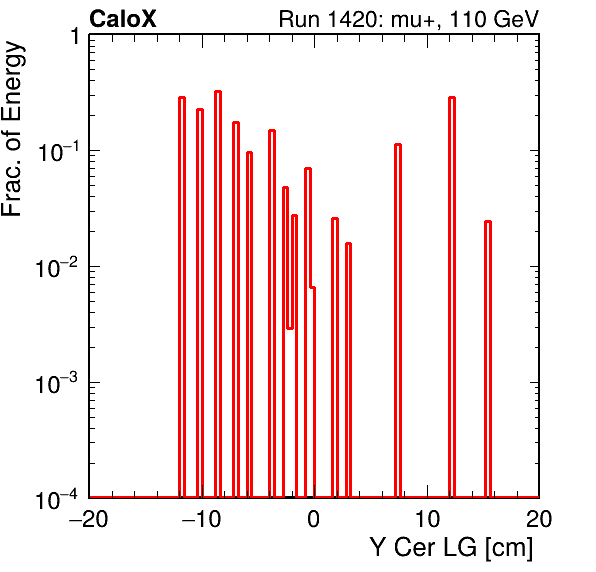 CaloX Run 1420: mu+, 110 GeV
Frac. of Energy
1
10⁻¹
10⁻²
10⁻³
10⁻⁴
−20 −10 0 10 20
Y Cer LG [cm]